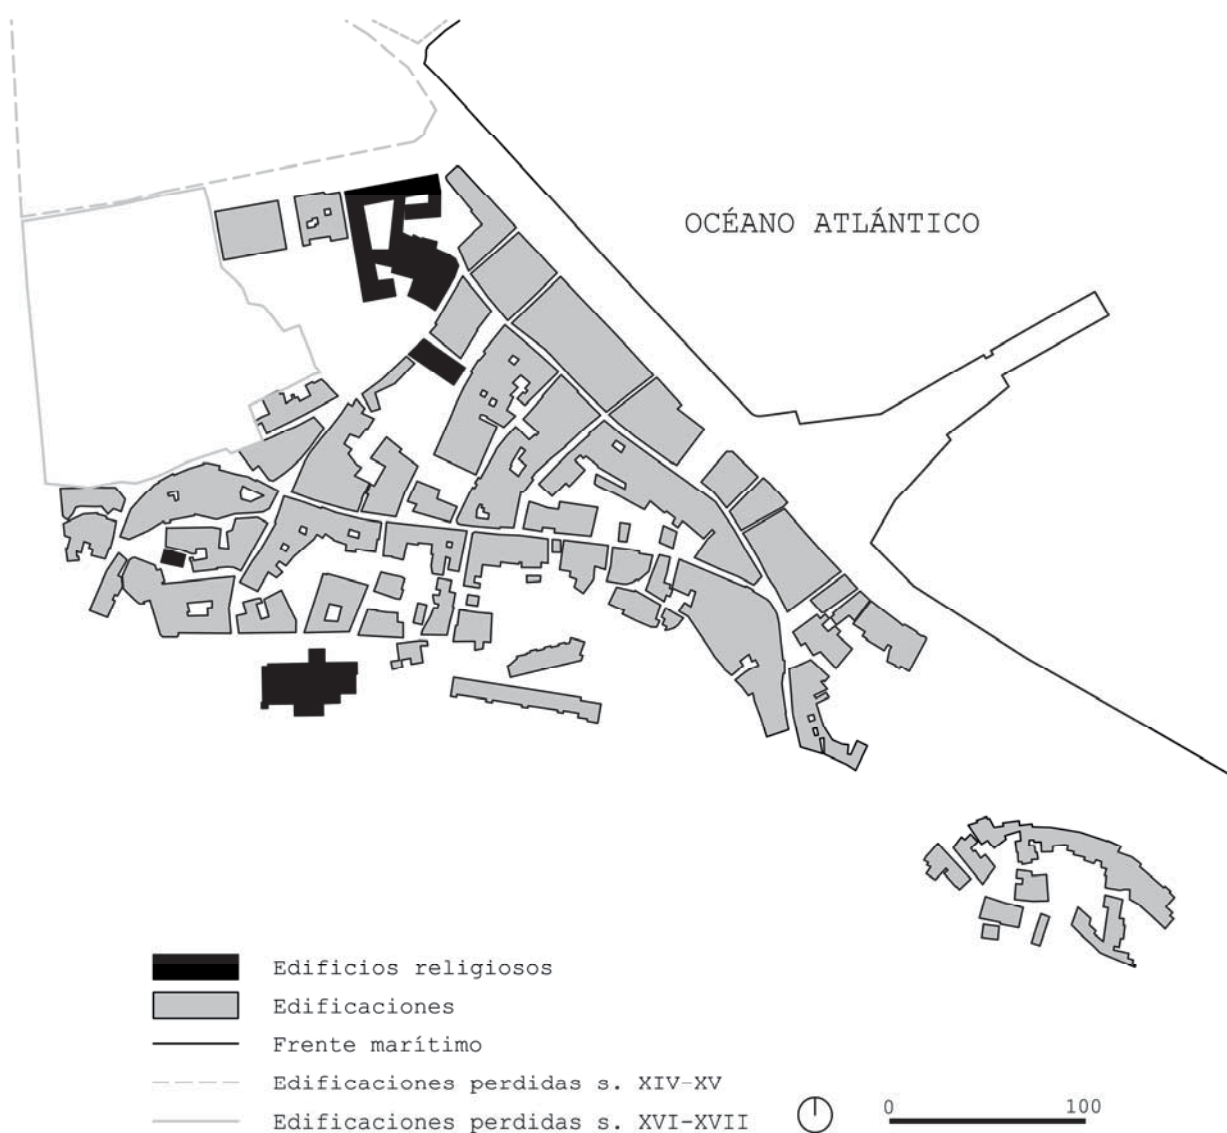 OCÉANO ATLÁNTICO
Edificios religiosos
Edificaciones
Frente marítimo
Edificaciones perdidas s. XIV-XV
Edificaciones perdidas s. XVI-XVII
0 100